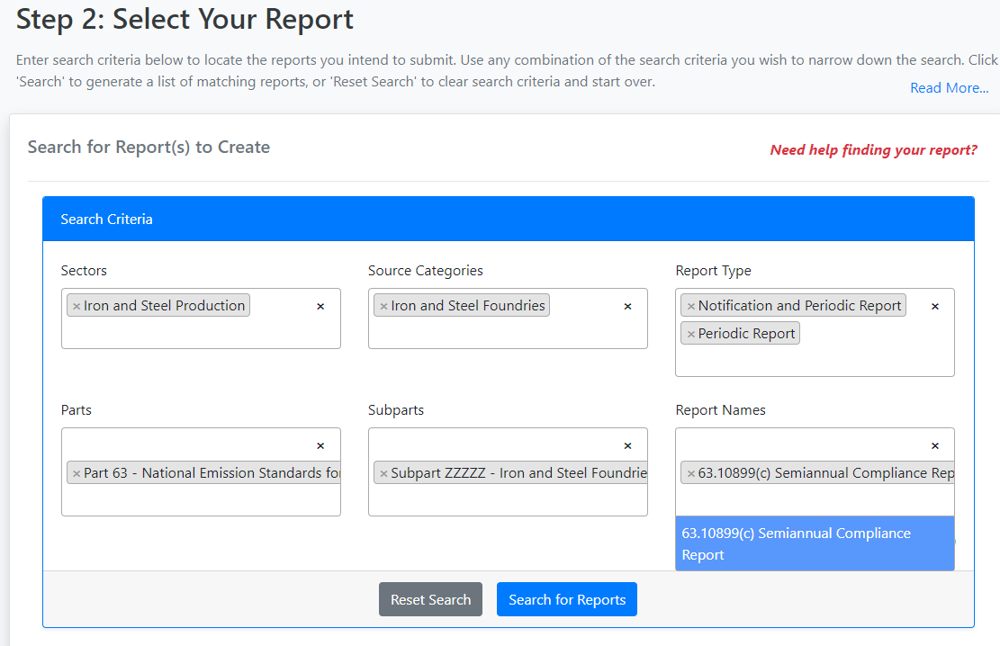 Step 2: Select Your Report
Enter search criteria below to locate the reports you intend to submit. Use any combination of the search criteria you wish to narrow down the search. Click
'Search' to generate a list of matching reports, or 'Reset Search' to clear search criteria and start over.
Read More...
Search for Report(s) to Create
Need help finding your report?
Search Criteria
Sectors
Source Categories
Report Type
× Iron and Steel Production ×
× Iron and Steel Foundries ×
× Notification and Periodic Report ×
× Periodic Report
Parts
Subparts
Report Names
×
× Part 63 - National Emission Standards for
×
× Subpart ZZZZZ - Iron and Steel Foundrie
×
× 63.10899(c) Semiannual Compliance Rep
63.10899(c) Semiannual Compliance
Report
Reset Search
Search for Reports